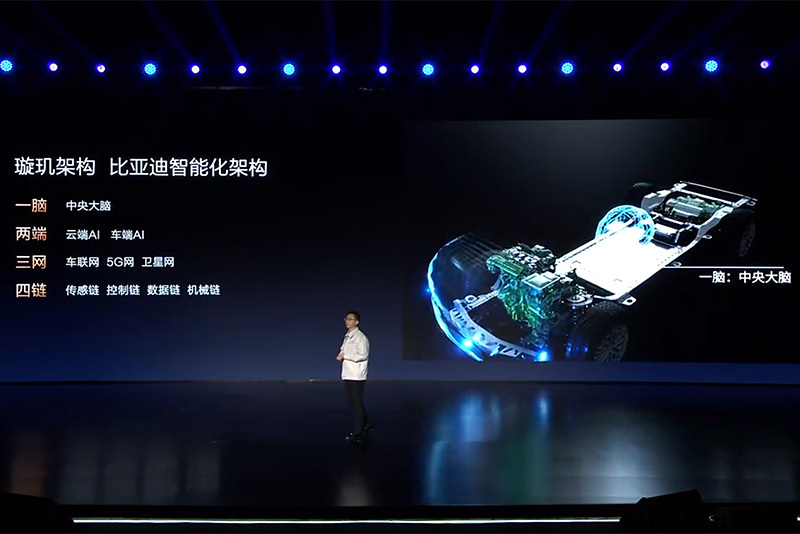 璇玑架构 比亚迪智能化架构
一脑 中央大脑
两端 云端AI 车端AI
三网 车联网 5G网 卫星网
四链 传感链 控制链 数据链 机械链
一脑：中央大脑